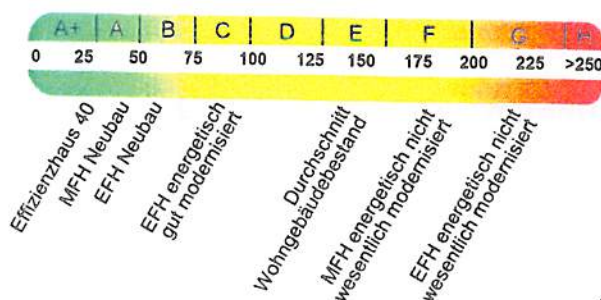 A+ A B C D E F G H
0 25 50 75 100 125 150 175 200 225 >250
Effizienzhaus 40
MFH Neubau
EFH Neubau
EFH energetisch
gut modernisiert
Durchschnitt
Wohngebäudebestand
MFH energetisch nicht
wesentlich modernisiert
EFH energetisch nicht
wesentlich modernisiert